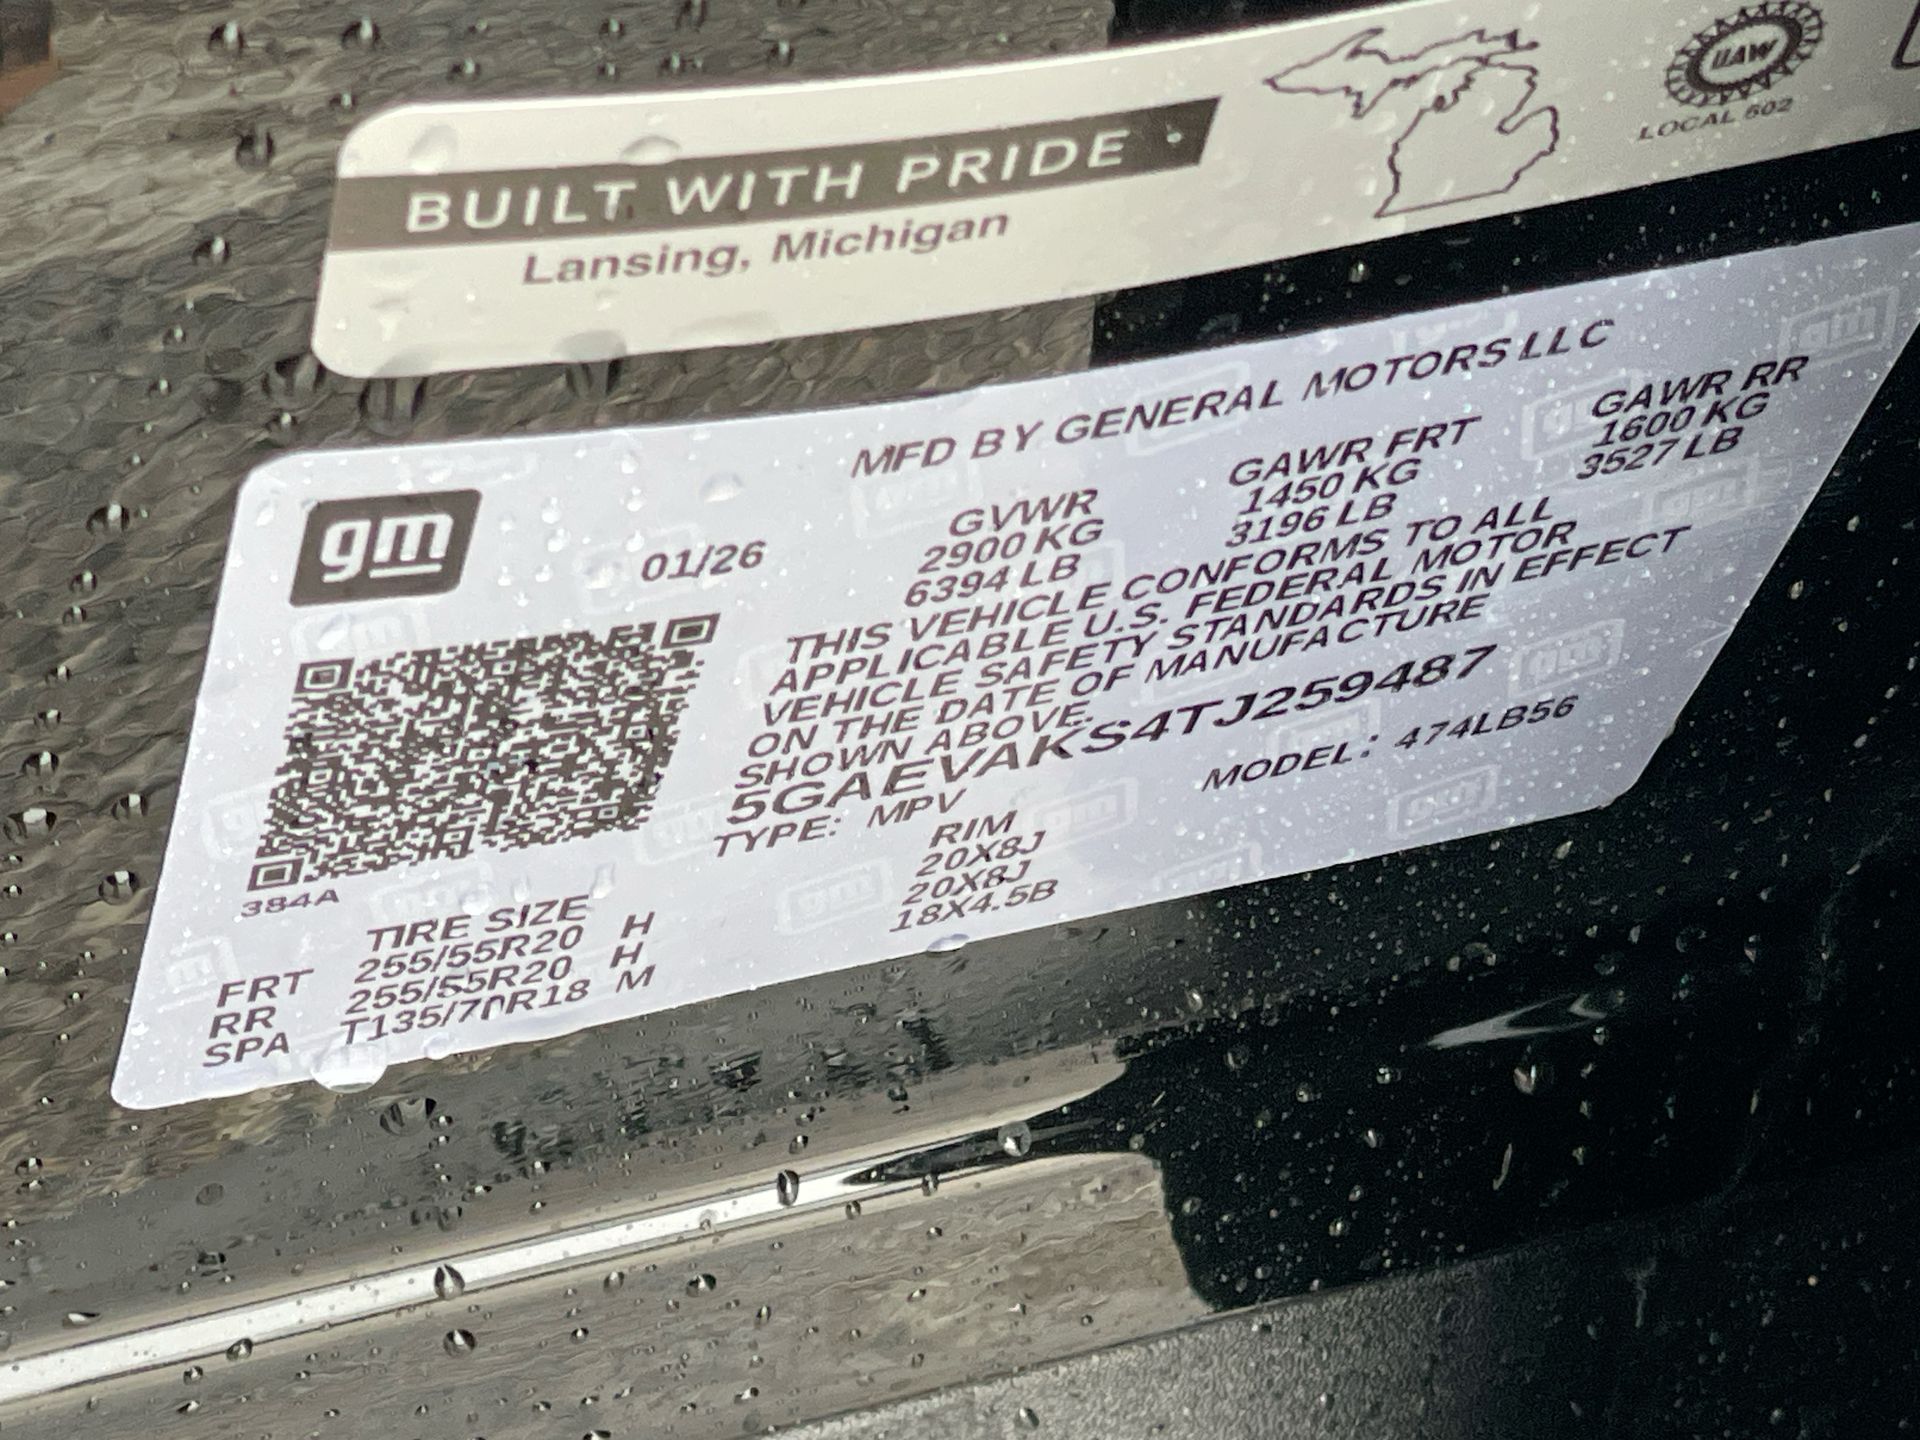 BUILT WITH PRIDE
Lansing, Michigan
UAW
LOCAL 602
MFD BY GENERAL MOTORS LLC
gm
01/26
GVWR GAWR FRT GAWR RR
2900 KG 1450 KG 1600 KG
6394 LB 3196 LB 3527 LB
THIS VEHICLE CONFORMS TO ALL
APPLICABLE U.S. FEDERAL MOTOR
VEHICLE SAFETY STANDARDS IN EFFECT
ON THE DATE OF MANUFACTURE
SHOWN ABOVE.
5GAEVAKS4TJ259487
TYPE: MPV MODEL: 474LB56
384A
TIRE SIZE RIM
FRT 255/55R20 H 20X8J
RR 255/55R20 H 20X8J
SPA T135/70R18 M 18X4.5B